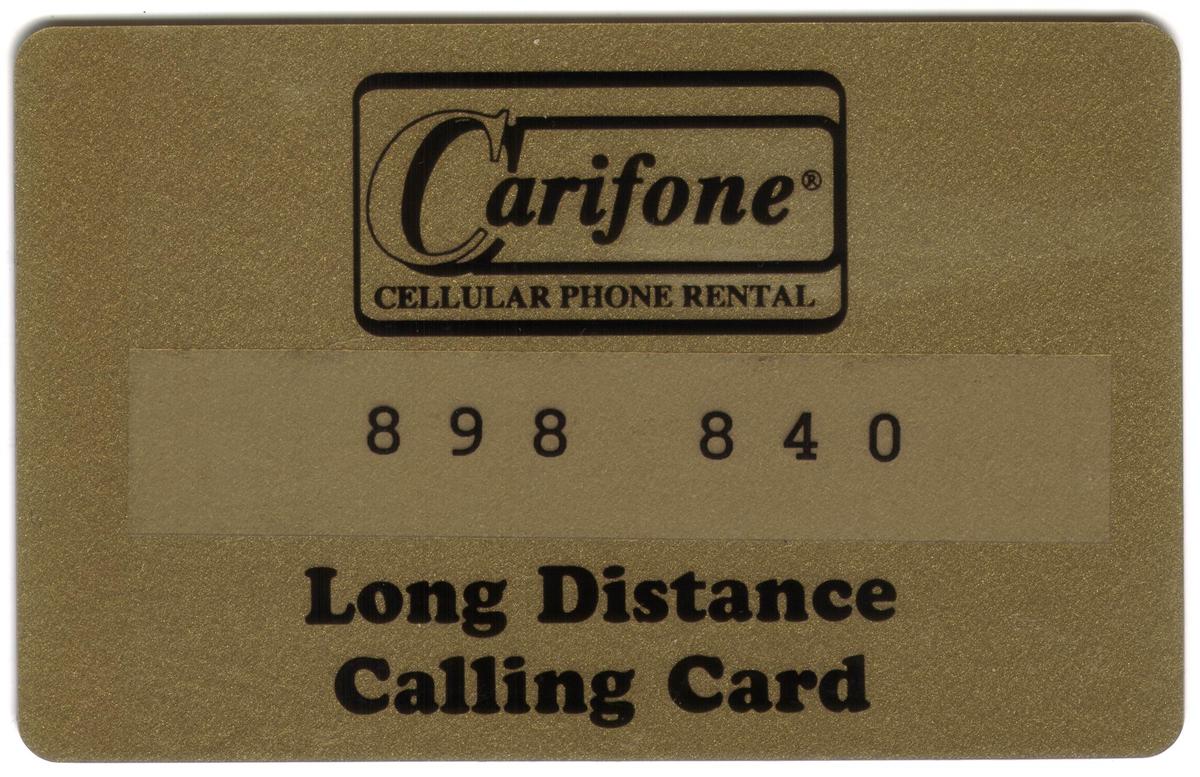 Carifone®
CELLULAR PHONE RENTAL
898 840
Long Distance
Calling Card